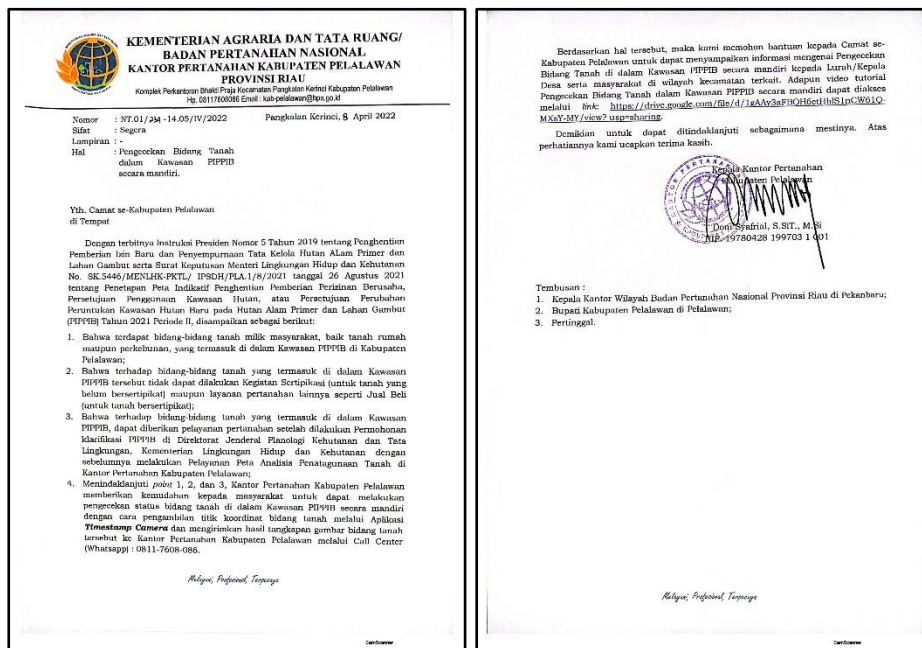 KEMENTERIAN AGRARIA DAN TATA RUANG/
BADAN PERTANAHAN NASIONAL
KANTOR PERTANAHAN KABUPATEN PELALAWAN
PROVINSI RIAU
Komplek Perkantoran Bhakti Praja Kecamatan Pangkalan Kerinci Kabupaten Pelalawan
Hp. 08117608086 Email : kab-pelalawan@bpn.go.id
Nomor : NT.01/234-14.05/IV/2022 Pangkalan Kerinci, 8 April 2022
Sifat : Segera
Lampiran : -
Hal : Pengecekan Bidang Tanah
dalam Kawasan PIPPIB
secara mandiri.
Yth. Camat se-Kabupaten Pelalawan
di Tempat
Dengan terbitnya Instruksi Presiden Nomor 5 Tahun 2019 tentang Penghentian
Pemberian Izin Baru dan Penyempurnaan Tata Kelola Hutan ALam Primer dan
Lahan Gambut serta Surat Keputusan Menteri Lingkungan Hidup dan Kehutanan
No. SK.5446/MENLHK-PKTL/ IPSDH/PLA.1/8/2021 tanggal 26 Agustus 2021
tentang Penetapan Peta Indikatif Penghentian Pemberian Perizinan Berusaha,
Persetujuan Penggunaan Kawasan Hutan, atau Persetujuan Perubahan
Peruntukan Kawasan Hutan Baru pada Hutan Alam Primer dan Lahan Gambut
(PIPPIB) Tahun 2021 Periode II, disampaikan sebagai berikut:
1. Bahwa terdapat bidang-bidang tanah milik masyarakat, baik tanah rumah
maupun perkebunan, yang termasuk di dalam Kawasan PIPPIB di Kabupaten
Pelalawan;
2. Bahwa terhadap bidang-bidang tanah yang termasuk di dalam Kawasan
PIPPIB tersebut tidak dapat dilakukan Kegiatan Sertipikasi (untuk tanah yang
belum bersertipikat) maupun layanan pertanahan lainnya seperti Jual Beli
(untuk tanah bersertipikat);
3. Bahwa terhadap bidang-bidang tanah yang termasuk di dalam Kawasan
PIPPIB, dapat diberikan pelayanan pertanahan setelah dilakukan Permohonan
klarifikasi PIPPIB di Direktorat Jenderal Planologi Kehutanan dan Tata
Lingkungan, Kementerian Lingkungan Hidup dan Kehutanan dengan
sebelumnya melakukan Pelayanan Peta Analisis Penatagunaan Tanah di
Kantor Pertanahan Kabupaten Pelalawan;
4. Menindaklanjuti point 1, 2, dan 3, Kantor Pertanahan Kabupaten Pelalawan
memberikan kemudahan kepada masyarakat untuk dapat melakukan
pengecekan status bidang tanah di dalam Kawasan PIPPIB secara mandiri
dengan cara pengambilan titik koordinat bidang tanah melalui Aplikasi
Timestamp Camera dan mengirimkan hasil tangkapan gambar bidang tanah
tersebut ke Kantor Pertanahan Kabupaten Pelalawan melalui Call Center
(Whatsapp) : 0811-7608-086.
Melayani, Profesional, Terpercaya
CamScanner
Berdasarkan hal tersebut, maka kami memohon bantuan kepada Camat se-
Kabupaten Pelalawan untuk dapat menyampaikan informasi mengenai Pengecekan
Bidang Tanah di dalam Kawasan PIPPIB secara mandiri kepada Lurah/Kepala
Desa serta masyarakat di wilayah kecamatan terkait. Adapun video tutorial
Pengecekan Bidang Tanah dalam Kawasan PIPPIB secara mandiri dapat diakses
melalui link:
Demikian untuk dapat ditindaklanjuti sebagaimana mestinya. Atas
perhatiannya kami ucapkan terima kasih.
Kepala Kantor Pertanahan
Kabupaten Pelalawan
Doni Syafrial, S.SiT., M.Si
NIP. 19780428 199703 1 001
Tembusan :
1. Kepala Kantor Wilayah Badan Pertanahan Nasional Provinsi Riau di Pekanbaru;
2. Bupati Kabupaten Pelalawan di Pelalawan;
3. Pertinggal.
Melayani, Profesional, Terpercaya
CamScanner